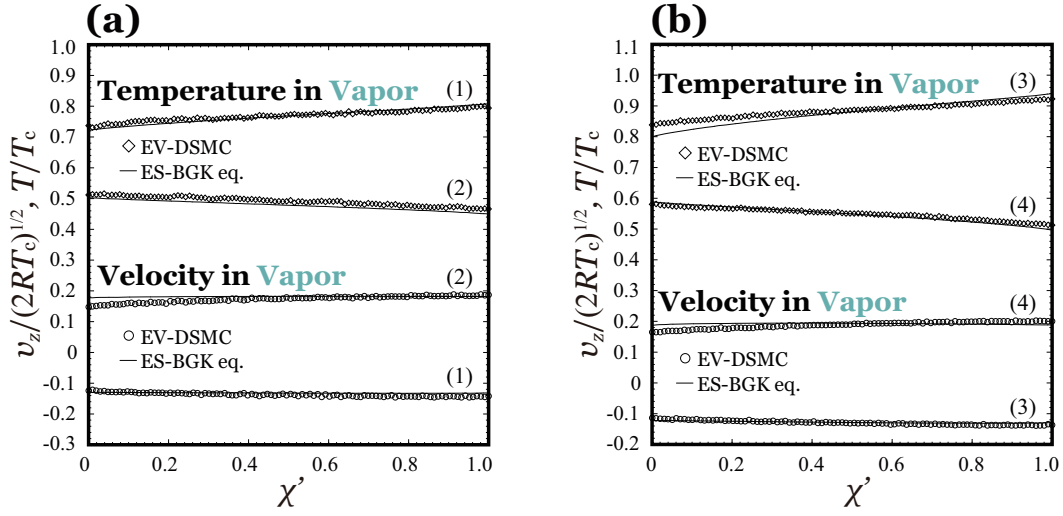 (a)
1.0
0.9
0.8
0.7
0.6
0.5
0.4
0.3
0.2
0.1
0
-0.1
-0.2
-0.3
v_z/(2RT_c)^{1/2}, T/T_c
Temperature in Vapor
(1)
EV-DSMC
ES-BGK eq.
(2)
Velocity in Vapor
(2)
EV-DSMC
ES-BGK eq.
(1)
0 0.2 0.4 0.6 0.8 1.0
χ’
(b)
1.1
1.0
0.9
0.8
0.7
0.6
0.5
0.4
0.3
0.2
0.1
0
-0.1
-0.2
v_z/(2RT_c)^{1/2}, T/T_c
Temperature in Vapor
(3)
EV-DSMC
ES-BGK eq.
(4)
Velocity in Vapor
(4)
EV-DSMC
ES-BGK eq.
(3)
0 0.2 0.4 0.6 0.8 1.0
χ’